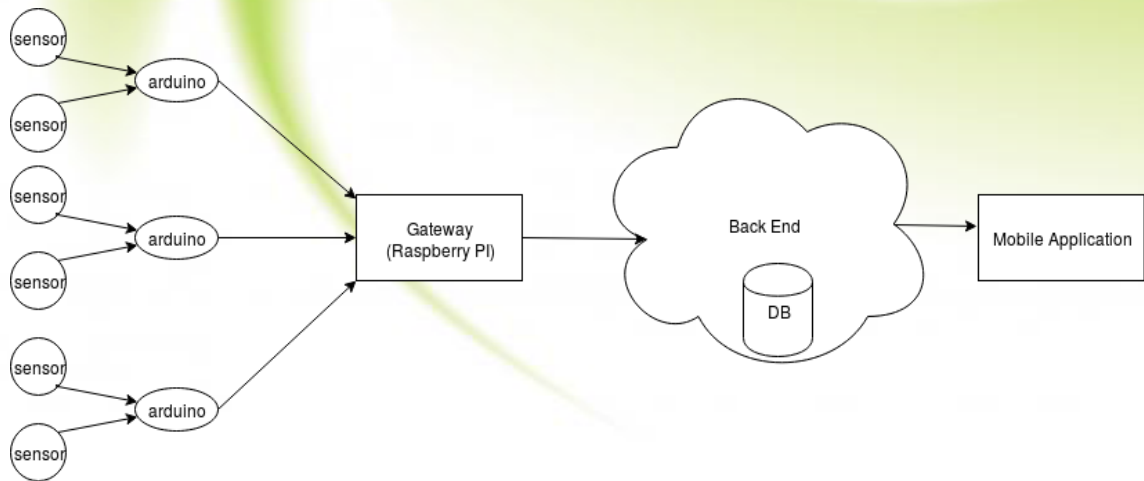 sensor
arduino
sensor
sensor
arduino
sensor
sensor
arduino
sensor
Gateway
(Raspberry PI)
Back End
DB
Mobile Application